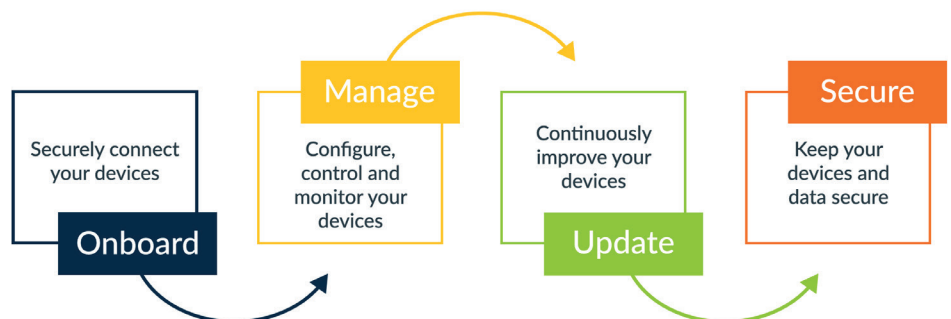 Securely connect
your devices
Onboard
Manage
Configure,
control and
monitor your
devices
Continuously
improve your
devices
Update
Secure
Keep your
devices and
data secure